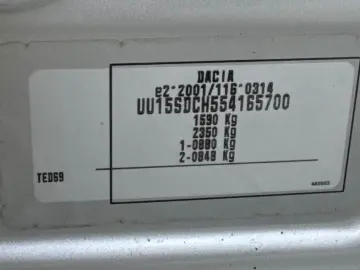 DACIA
e2*2001/116*0314
UU15SDCH554165700
1590 Kg
2350 Kg
1-0880 Kg
2-0848 Kg
TED69